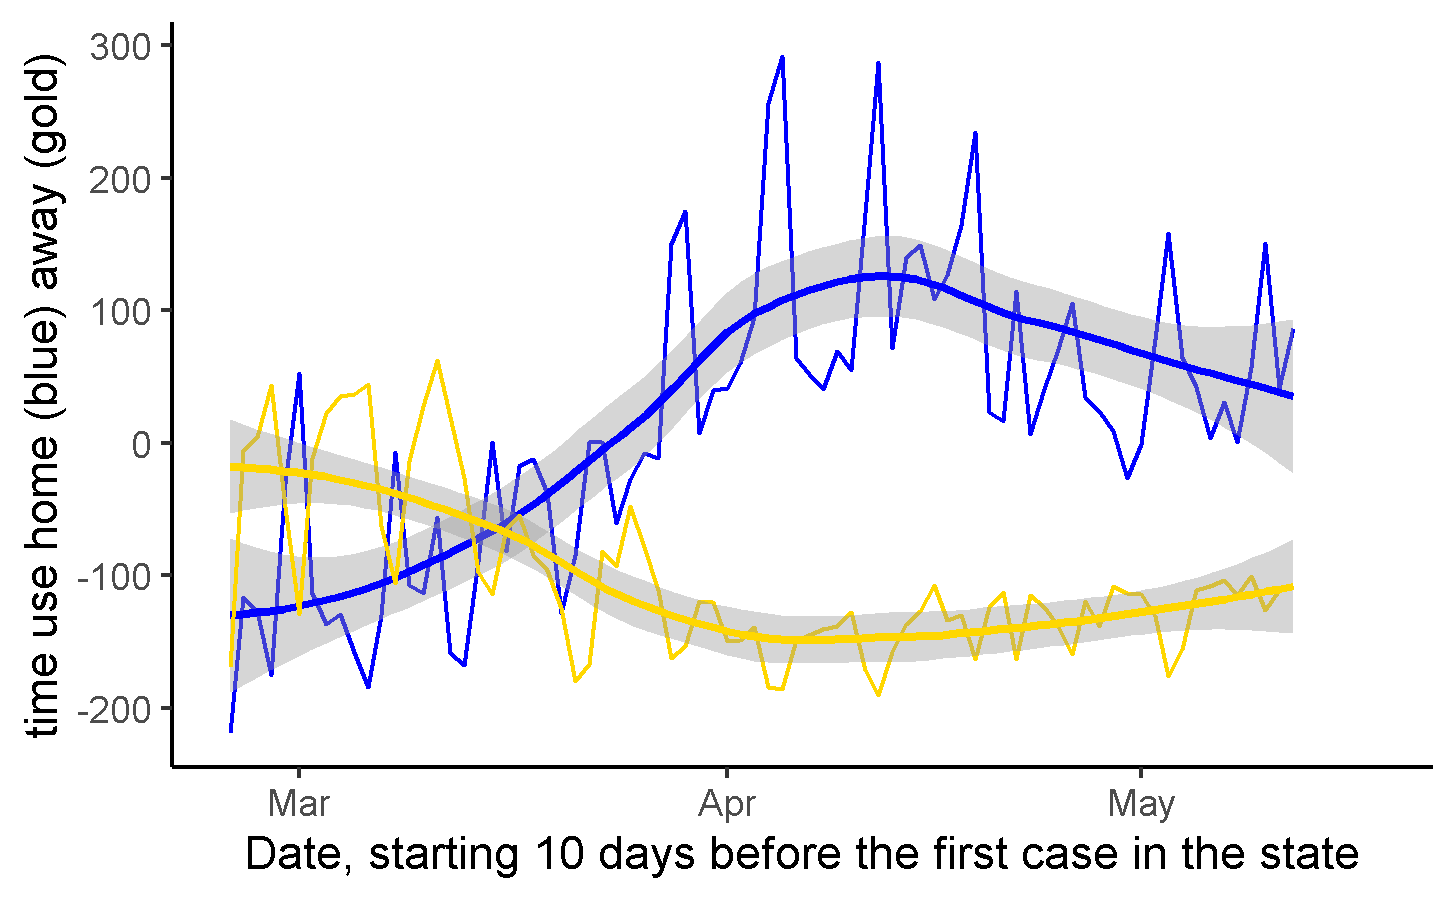 time use home (blue) away (gold)
300
200
100
0
-100
-200
Mar
Apr
May
Date, starting 10 days before the first case in the state